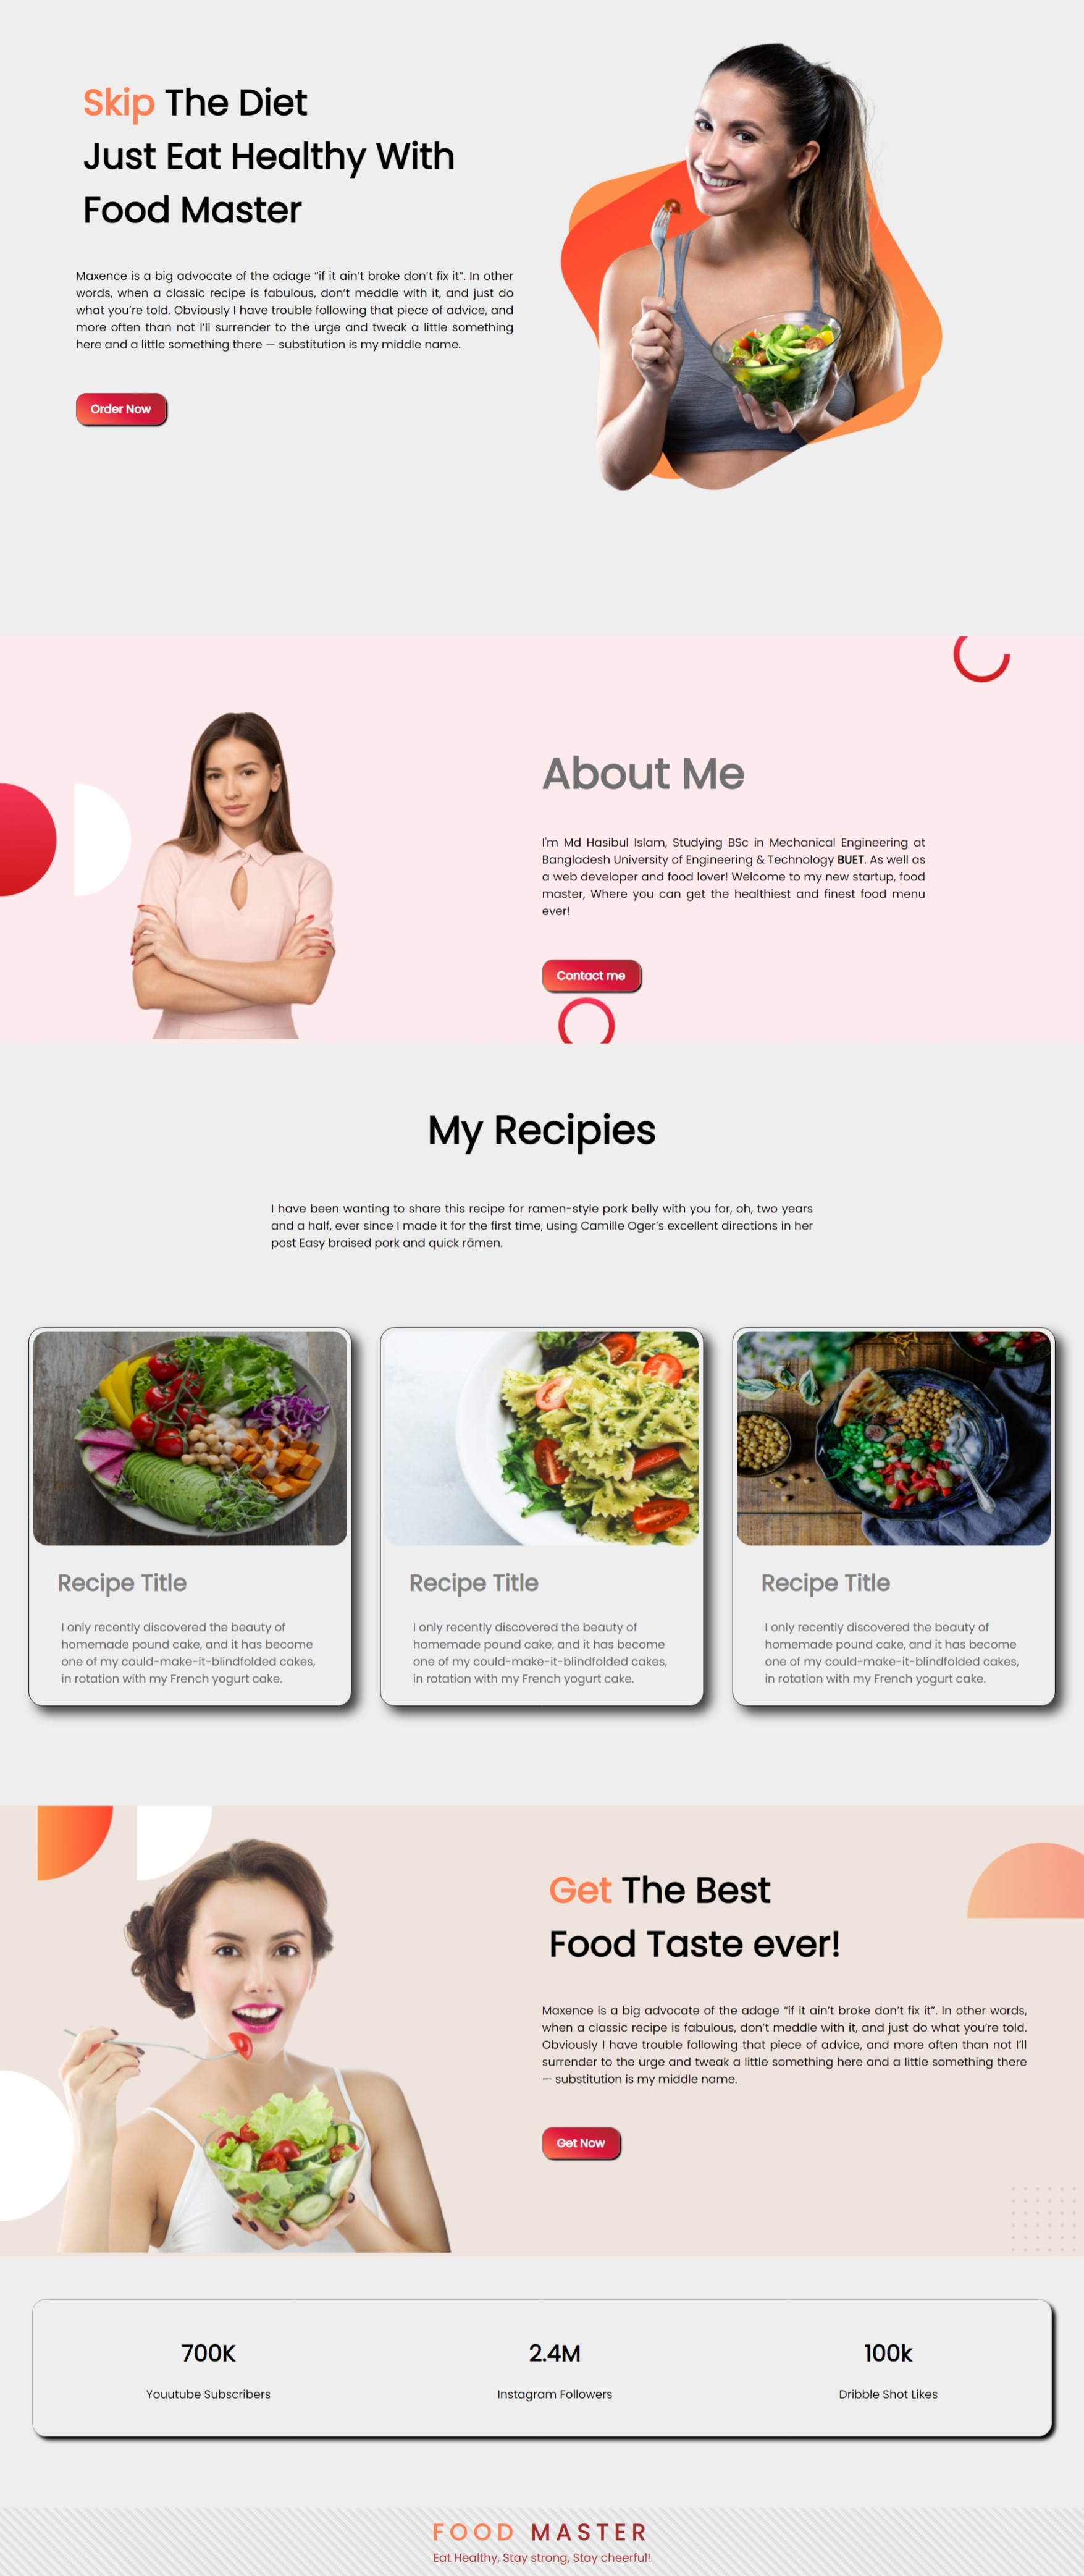 Skip The Diet
Just Eat Healthy With
Food Master
Maxence is a big advocate of the adage “if it ain’t broke don’t fix it”. In other
words, when a classic recipe is fabulous, don’t meddle with it, and just do
what you’re told. Obviously I have trouble following that piece of advice, and
more often than not I’ll surrender to the urge and tweak a little something
here and a little something there — substitution is my middle name.
Order Now
About Me
I'm Md Hasibul Islam, Studying BSc in Mechanical Engineering at
Bangladesh University of Engineering & Technology BUET. As well as
a web developer and food lover! Welcome to my new startup, food
master, Where you can get the healthiest and finest food menu
ever!
Contact me
My Recipies
I have been wanting to share this recipe for ramen-style pork belly with you for, oh, two years
and a half, ever since I made it for the first time, using Camille Oger’s excellent directions in her
post Easy braised pork and quick rāmen.
Recipe Title
I only recently discovered the beauty of
homemade pound cake, and it has become
one of my could-make-it-blindfolded cakes,
in rotation with my French yogurt cake.
Recipe Title
I only recently discovered the beauty of
homemade pound cake, and it has become
one of my could-make-it-blindfolded cakes,
in rotation with my French yogurt cake.
Recipe Title
I only recently discovered the beauty of
homemade pound cake, and it has become
one of my could-make-it-blindfolded cakes,
in rotation with my French yogurt cake.
Get The Best
Food Taste ever!
Maxence is a big advocate of the adage “if it ain’t broke don’t fix it”. In other words,
when a classic recipe is fabulous, don’t meddle with it, and just do what you’re told.
Obviously I have trouble following that piece of advice, and more often than not I’ll
surrender to the urge and tweak a little something here and a little something there
— substitution is my middle name.
Get Now
700K
Youutube Subscribers
2.4M
Instagram Followers
100k
Dribble Shot Likes
FOOD MASTER
Eat Healthy, Stay strong, Stay cheerful!